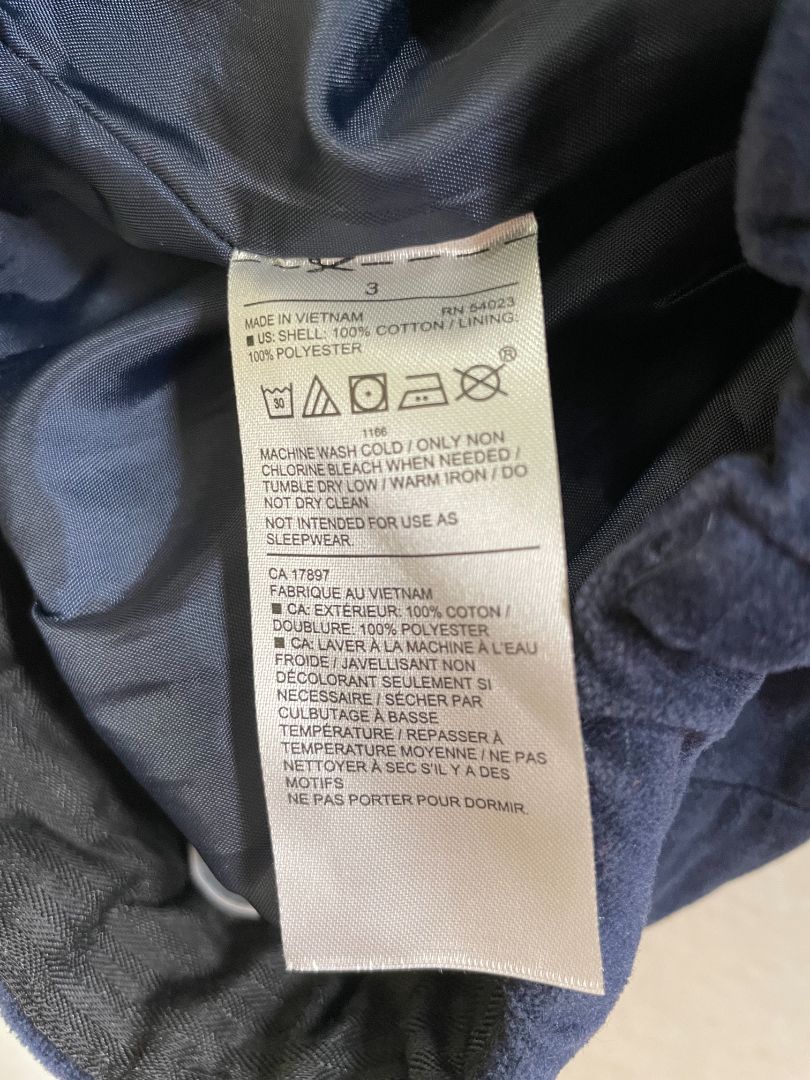 3
MADE IN VIETNAM RN 54023
■ US: SHELL: 100% COTTON / LINING:
100% POLYESTER
30 ®
1166
MACHINE WASH COLD / ONLY NON
CHLORINE BLEACH WHEN NEEDED /
TUMBLE DRY LOW / WARM IRON / DO
NOT DRY CLEAN
NOT INTENDED FOR USE AS
SLEEPWEAR.
CA 17897
FABRIQUE AU VIETNAM
■ CA: EXTÉRIEUR: 100% COTON /
DOUBLURE: 100% POLYESTER
■ CA: LAVER À LA MACHINE À L'EAU
FROIDE / JAVELLISANT NON
DÉCOLORANT SEULEMENT SI
NECESSAIRE / SÉCHER PAR
CULBUTAGE À BASSE
TEMPÉRATURE / REPASSER À
TEMPERATURE MOYENNE / NE PAS
NETTOYER À SEC S'IL Y A DES
MOTIFS
NE PAS PORTER POUR DORMIR.